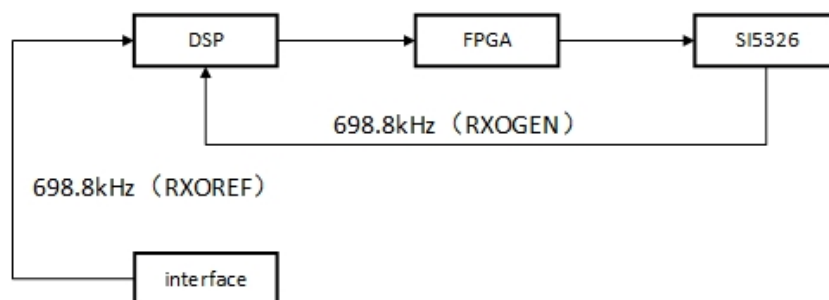 DSP
FPGA
SI5326
698.8kHz（RXOGEN）
698.8kHz（RXOREF）
interface